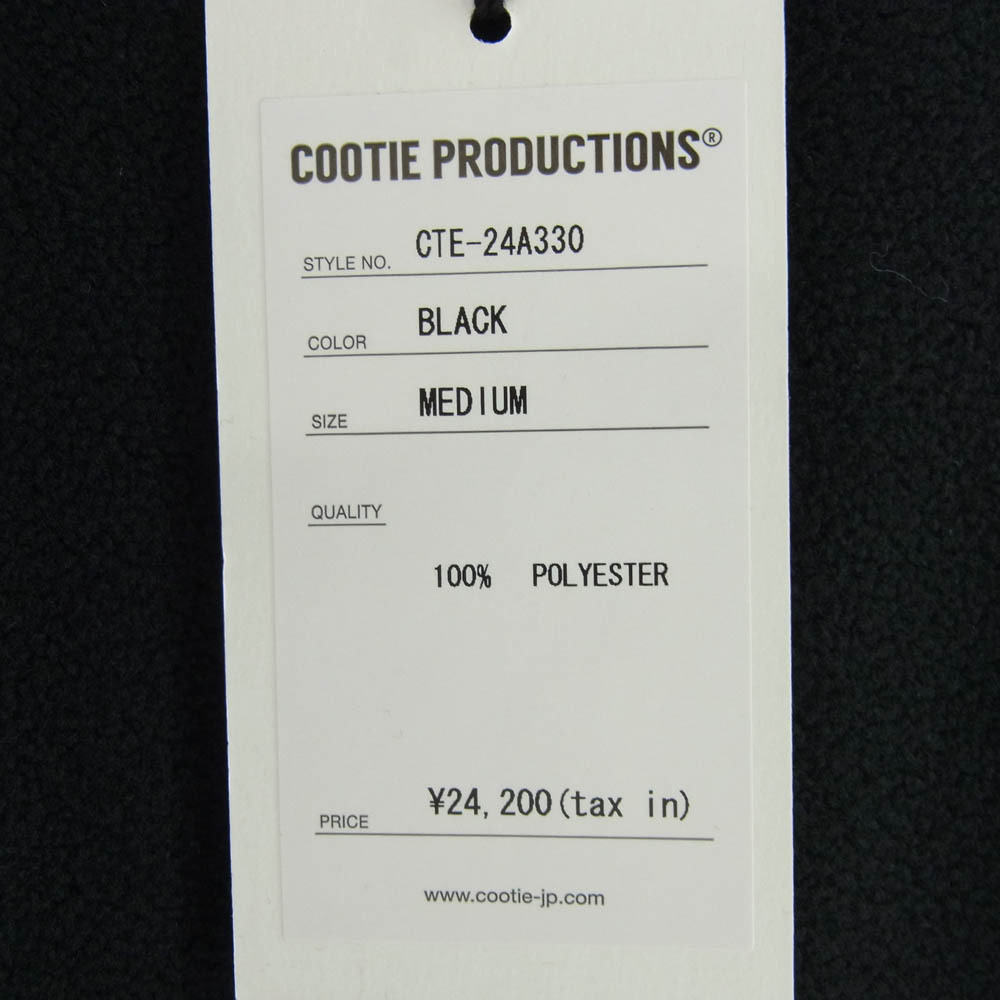 COOTIE PRODUCTIONS®
STYLE NO. CTE-24A330
COLOR BLACK
SIZE MEDIUM
QUALITY
100% POLYESTER
PRICE ¥24,200(tax in)
www.cootie-jp.com